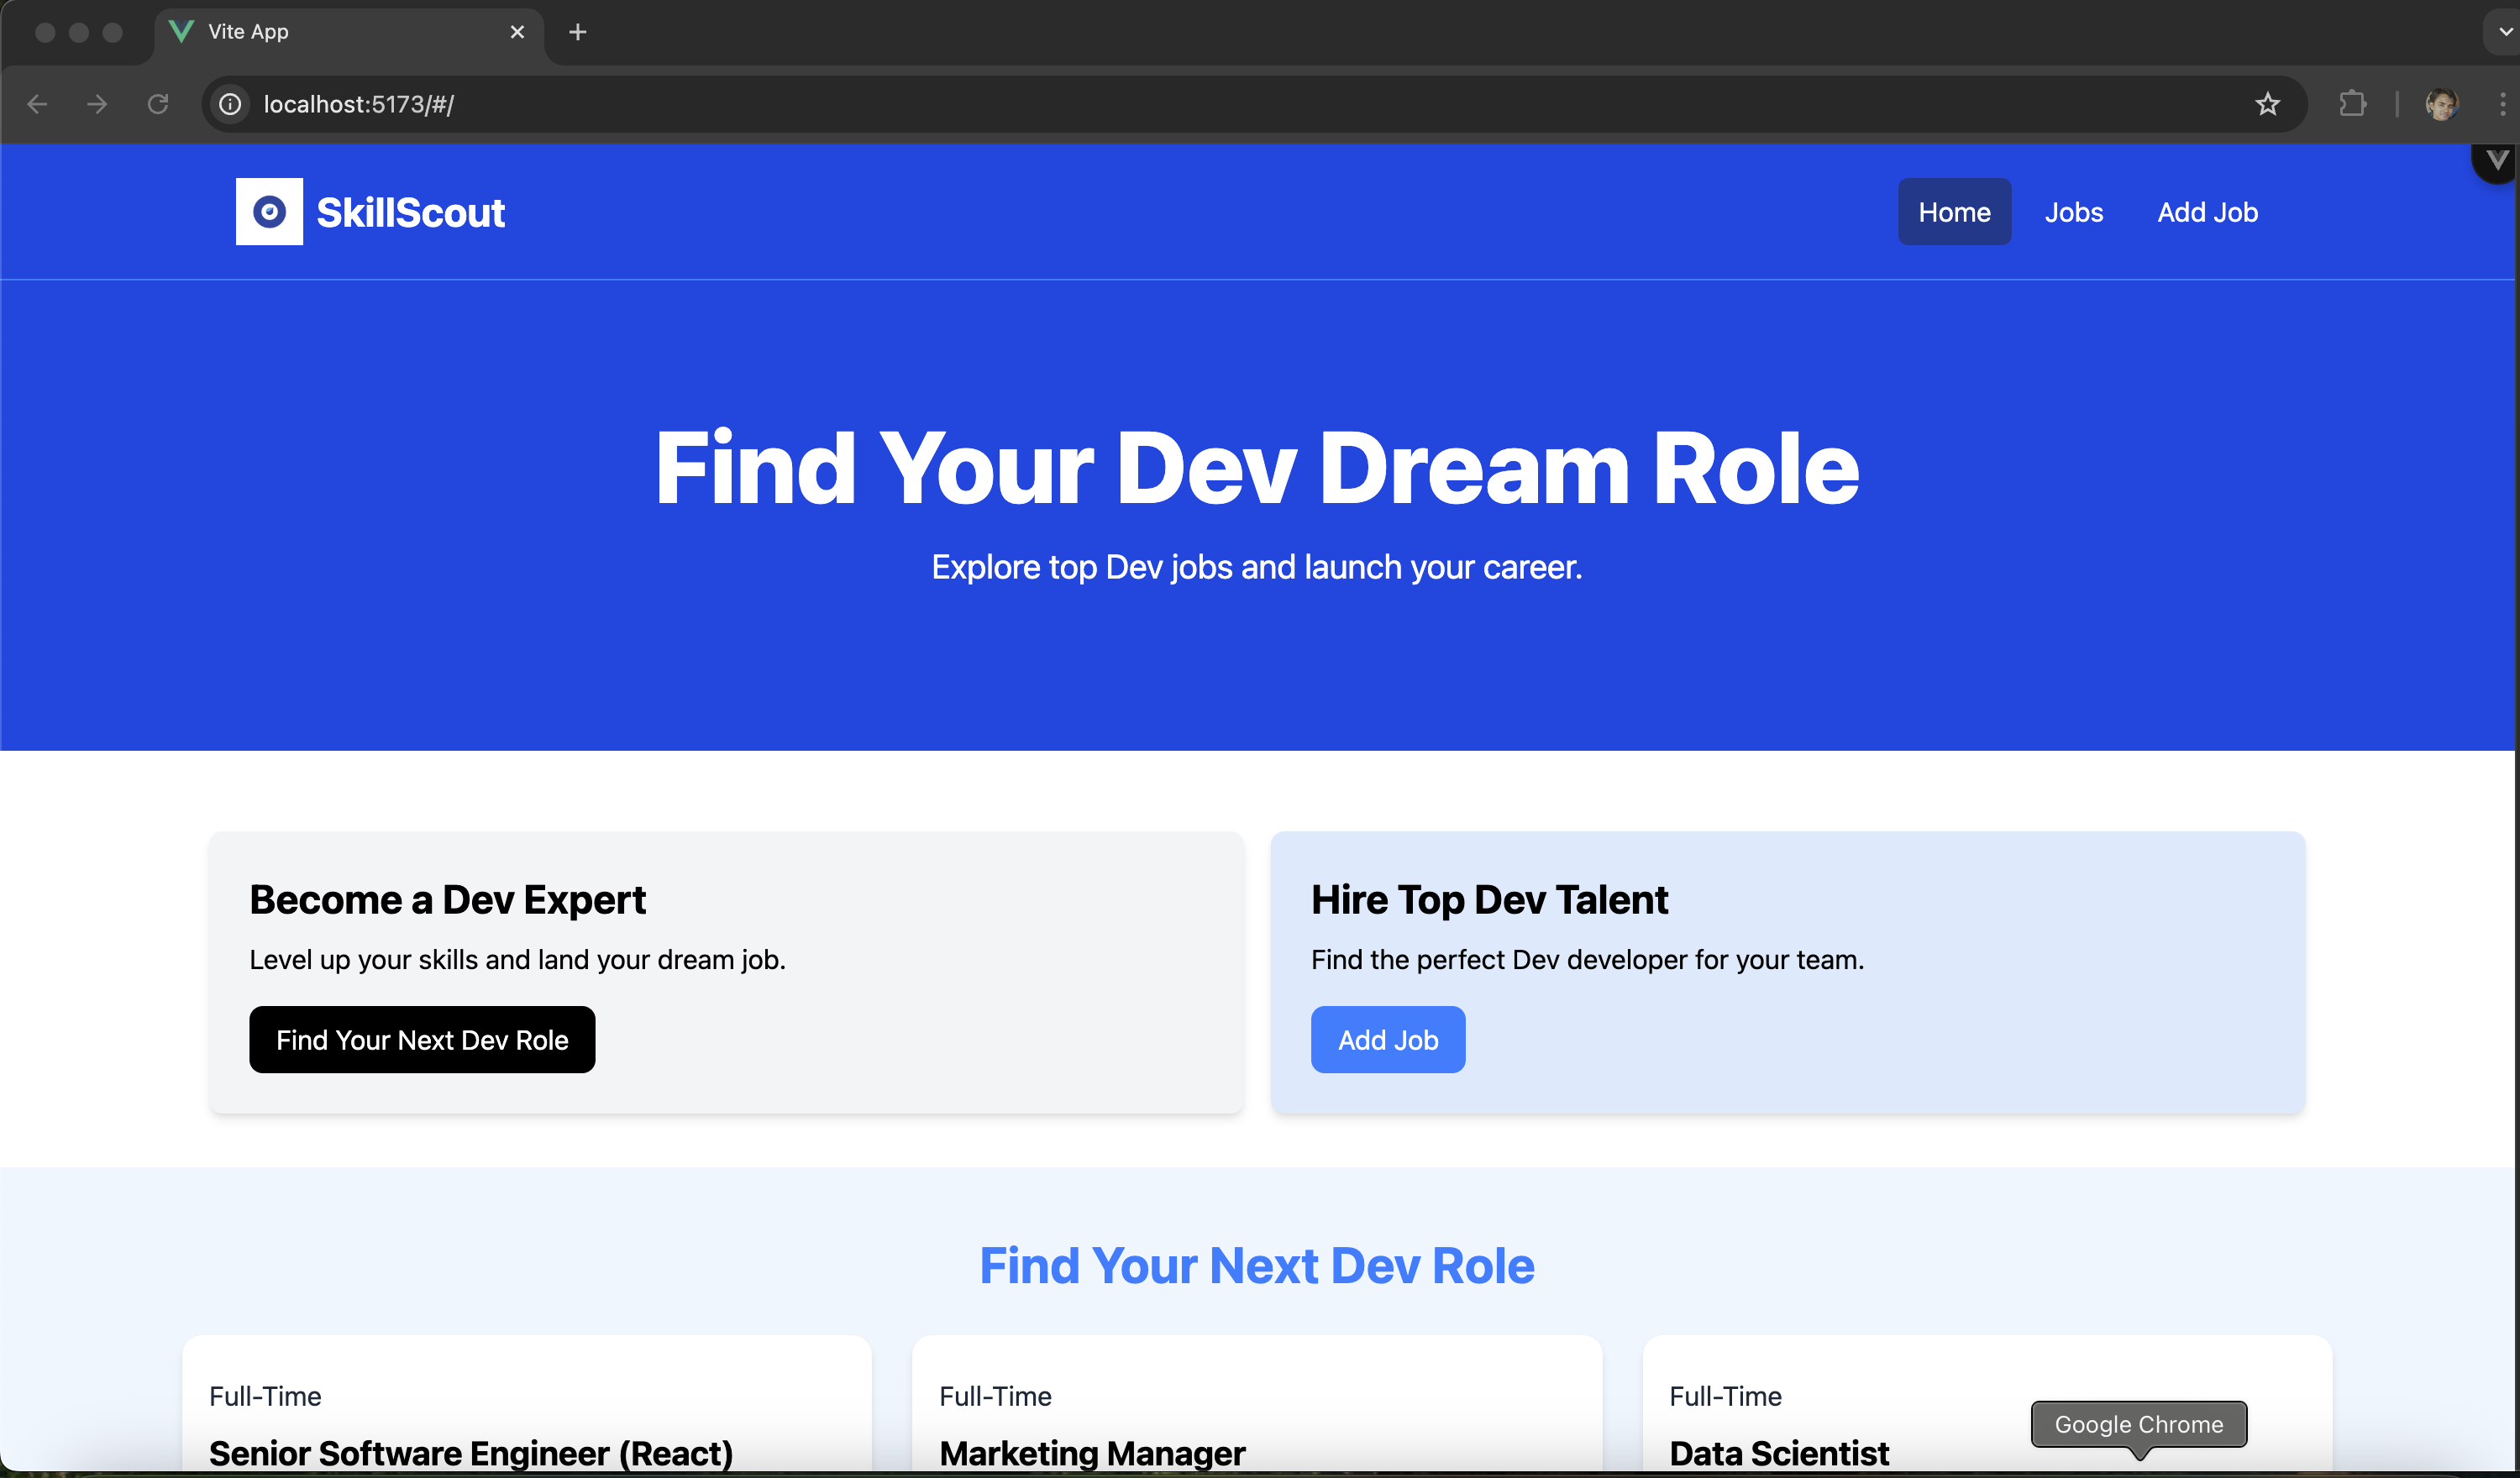 Vite App
localhost:5173/#/
SkillScout
Home
Jobs
Add Job
Find Your Dev Dream Role
Explore top Dev jobs and launch your career.
Become a Dev Expert
Level up your skills and land your dream job.
Find Your Next Dev Role
Hire Top Dev Talent
Find the perfect Dev developer for your team.
Add Job
Find Your Next Dev Role
Full-Time
Senior Software Engineer (React)
Full-Time
Marketing Manager
Full-Time
Data Scientist
Google Chrome